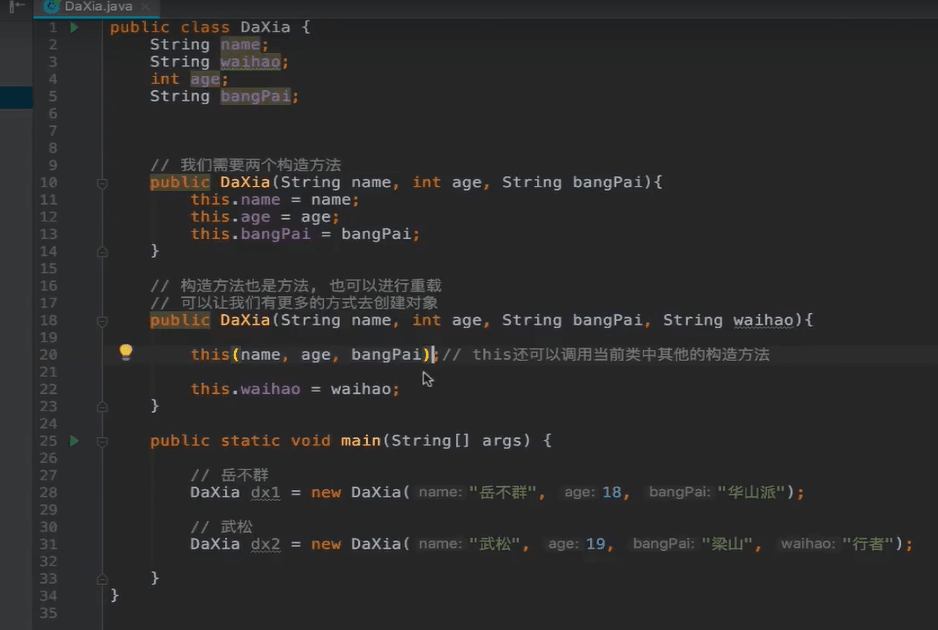 DaXia.java
1 public class DaXia {
2 String name;
3 String waihao;
4 int age;
5 String bangPai;
6
7
8
9 // 我们需要两个构造方法
10 public DaXia(String name, int age, String bangPai){
11 this.name = name;
12 this.age = age;
13 this.bangPai = bangPai;
14 }
15
16 // 构造方法也是方法, 也可以进行重载
17 // 可以让我们有更多的方式去创建对象
18 public DaXia(String name, int age, String bangPai, String waihao){
19
20 this(name, age, bangPai);// this还可以调用当前类中其他的构造方法
21
22 this.waihao = waihao;
23 }
24
25 public static void main(String[] args) {
26
27 // 岳不群
28 DaXia dx1 = new DaXia( name: "岳不群", age: 18, bangPai: "华山派");
29
30 // 武松
31 DaXia dx2 = new DaXia( name: "武松", age: 19, bangPai: "梁山", waihao: "行者");
32
33 }
34 }
35